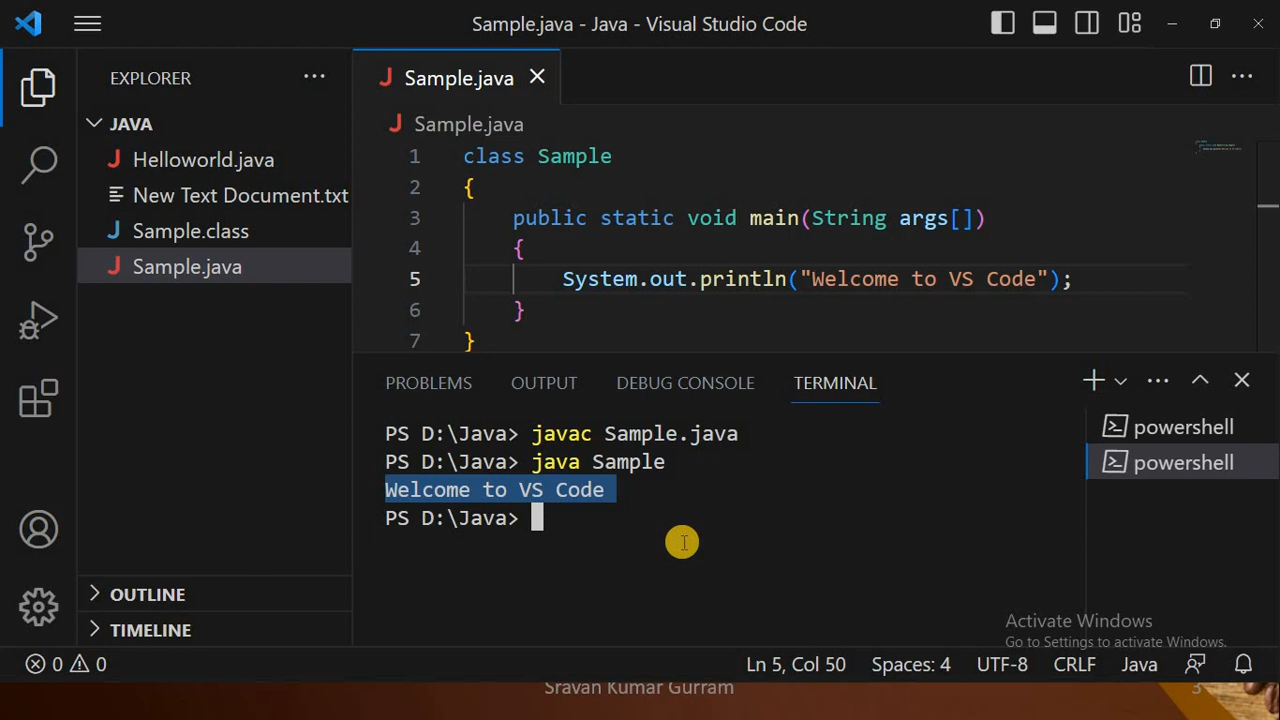 Sample.java - Java - Visual Studio Code
EXPLORER
JAVA
Helloworld.java
New Text Document.txt
Sample.class
Sample.java
OUTLINE
TIMELINE
Sample.java
Sample.java
1 class Sample
2 {
3 public static void main(String args[])
4 {
5 System.out.println("Welcome to VS Code");
6 }
7 }
PROBLEMS OUTPUT DEBUG CONSOLE TERMINAL
PS D:\Java> javac Sample.java
PS D:\Java> java Sample
Welcome to VS Code
PS D:\Java>
powershell
powershell
Activate Windows
Go to Settings to activate Windows.
0 0 Ln 5, Col 50 Spaces: 4 UTF-8 CRLF Java
Sravan Kumar Gurram 3